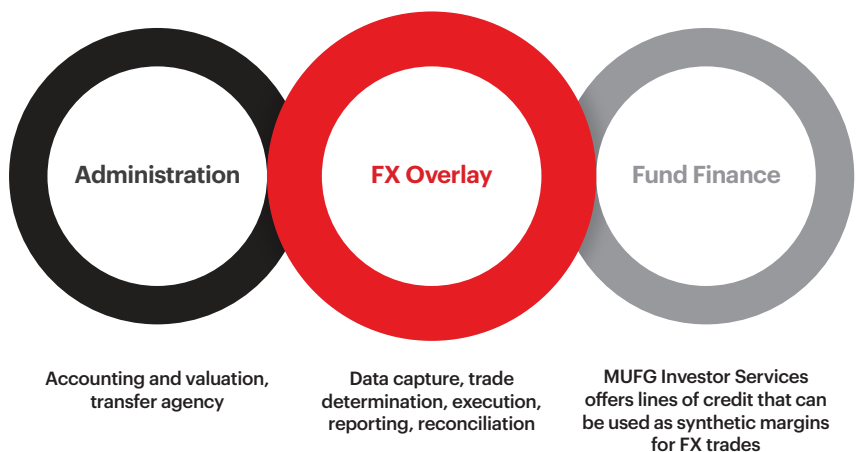 Administration
FX Overlay
Fund Finance
Accounting and valuation,
transfer agency
Data capture, trade
determination, execution,
reporting, reconciliation
MUFG Investor Services
offers lines of credit that can
be used as synthetic margins
for FX trades